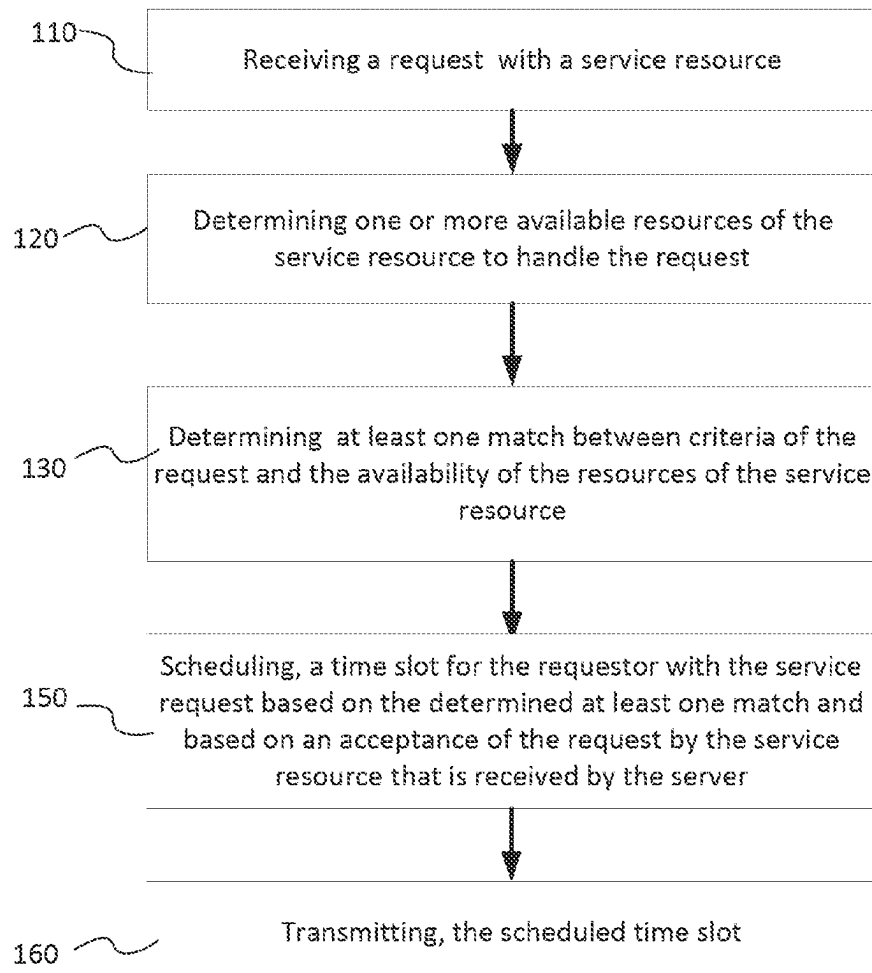 110
Receiving a request with a service resource
120
Determining one or more available resources of the
service resource to handle the request
130
Determining at least one match between criteria of the
request and the availability of the resources of the service
resource
150
Scheduling, a time slot for the requestor with the service
request based on the determined at least one match and
based on an acceptance of the request by the service
resource that is received by the server
160
Transmitting, the scheduled time slot